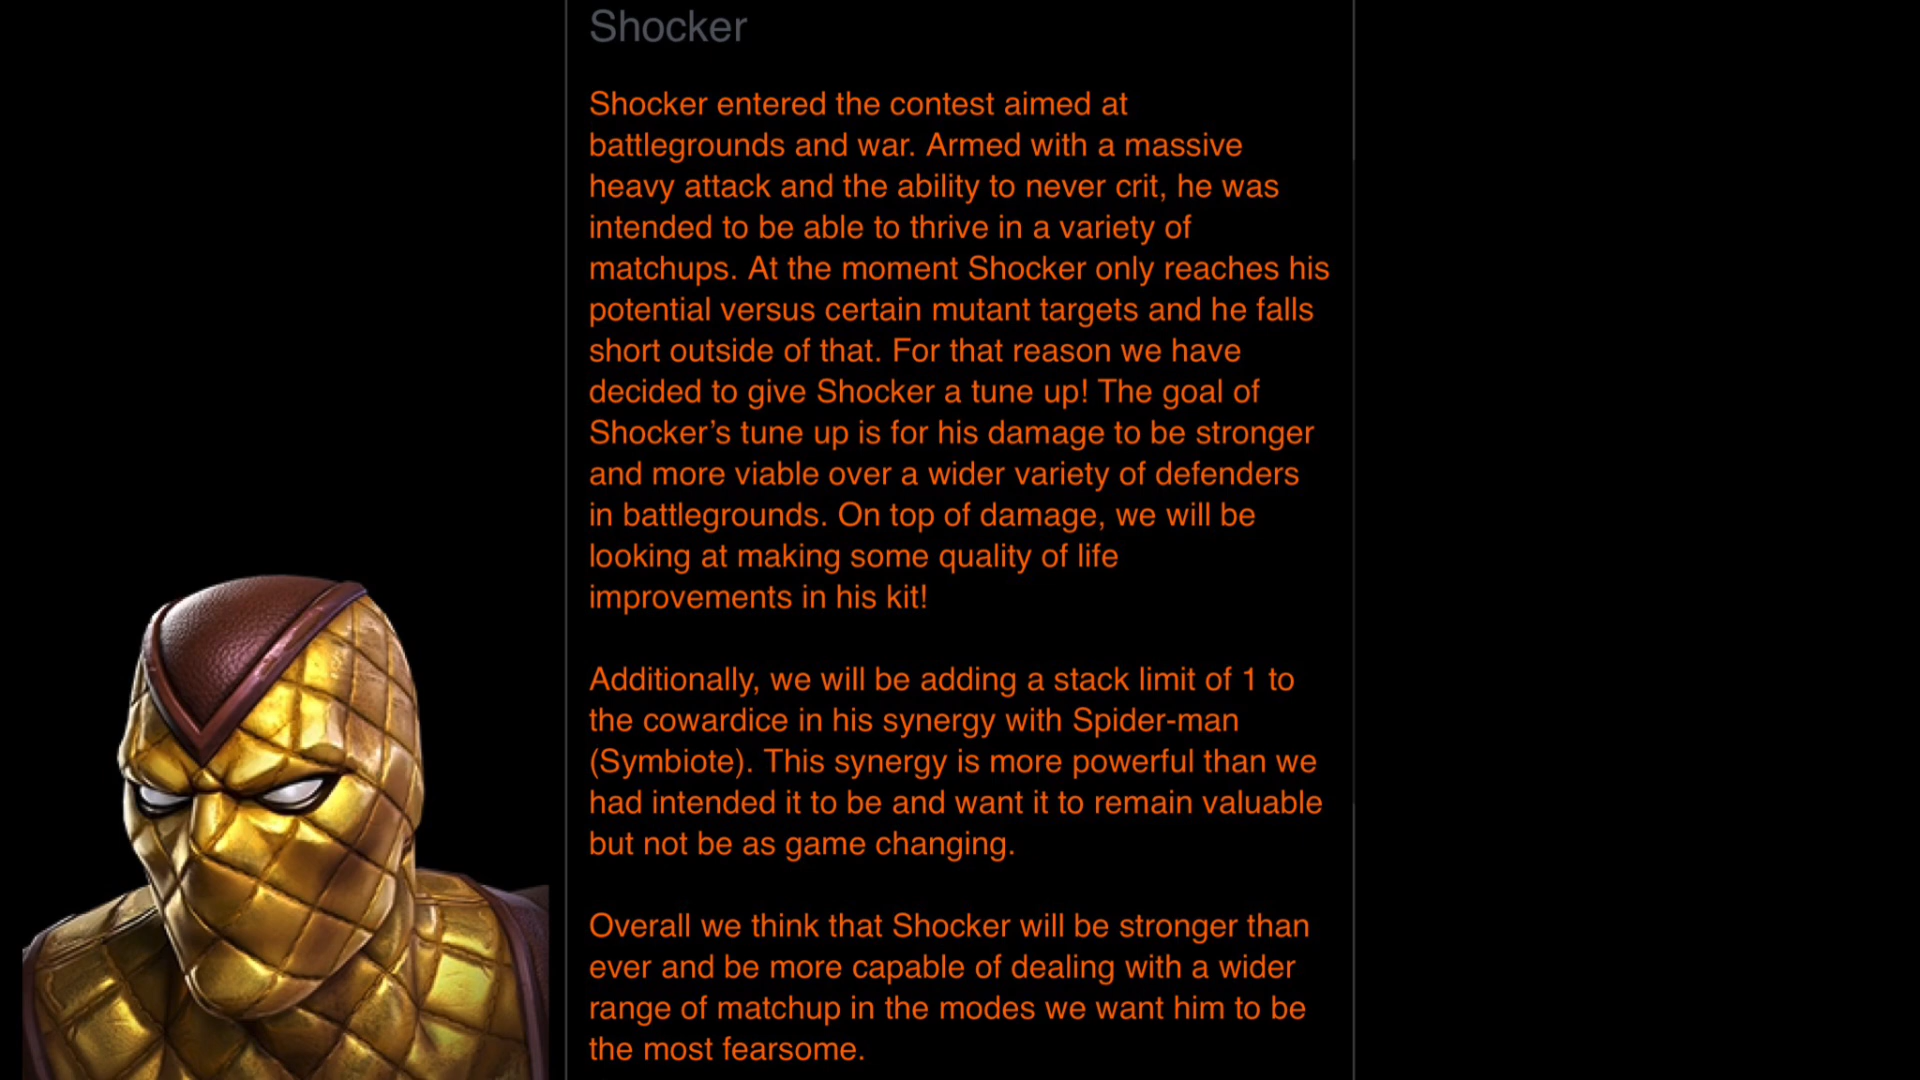 Shocker
Shocker entered the contest aimed at
battlegrounds and war. Armed with a massive
heavy attack and the ability to never crit, he was
intended to be able to thrive in a variety of
matchups. At the moment Shocker only reaches his
potential versus certain mutant targets and he falls
short outside of that. For that reason we have
decided to give Shocker a tune up! The goal of
Shocker’s tune up is for his damage to be stronger
and more viable over a wider variety of defenders
in battlegrounds. On top of damage, we will be
looking at making some quality of life
improvements in his kit!
Additionally, we will be adding a stack limit of 1 to
the cowardice in his synergy with Spider-man
(Symbiote). This synergy is more powerful than we
had intended it to be and want it to remain valuable
but not be as game changing.
Overall we think that Shocker will be stronger than
ever and be more capable of dealing with a wider
range of matchup in the modes we want him to be
the most fearsome.